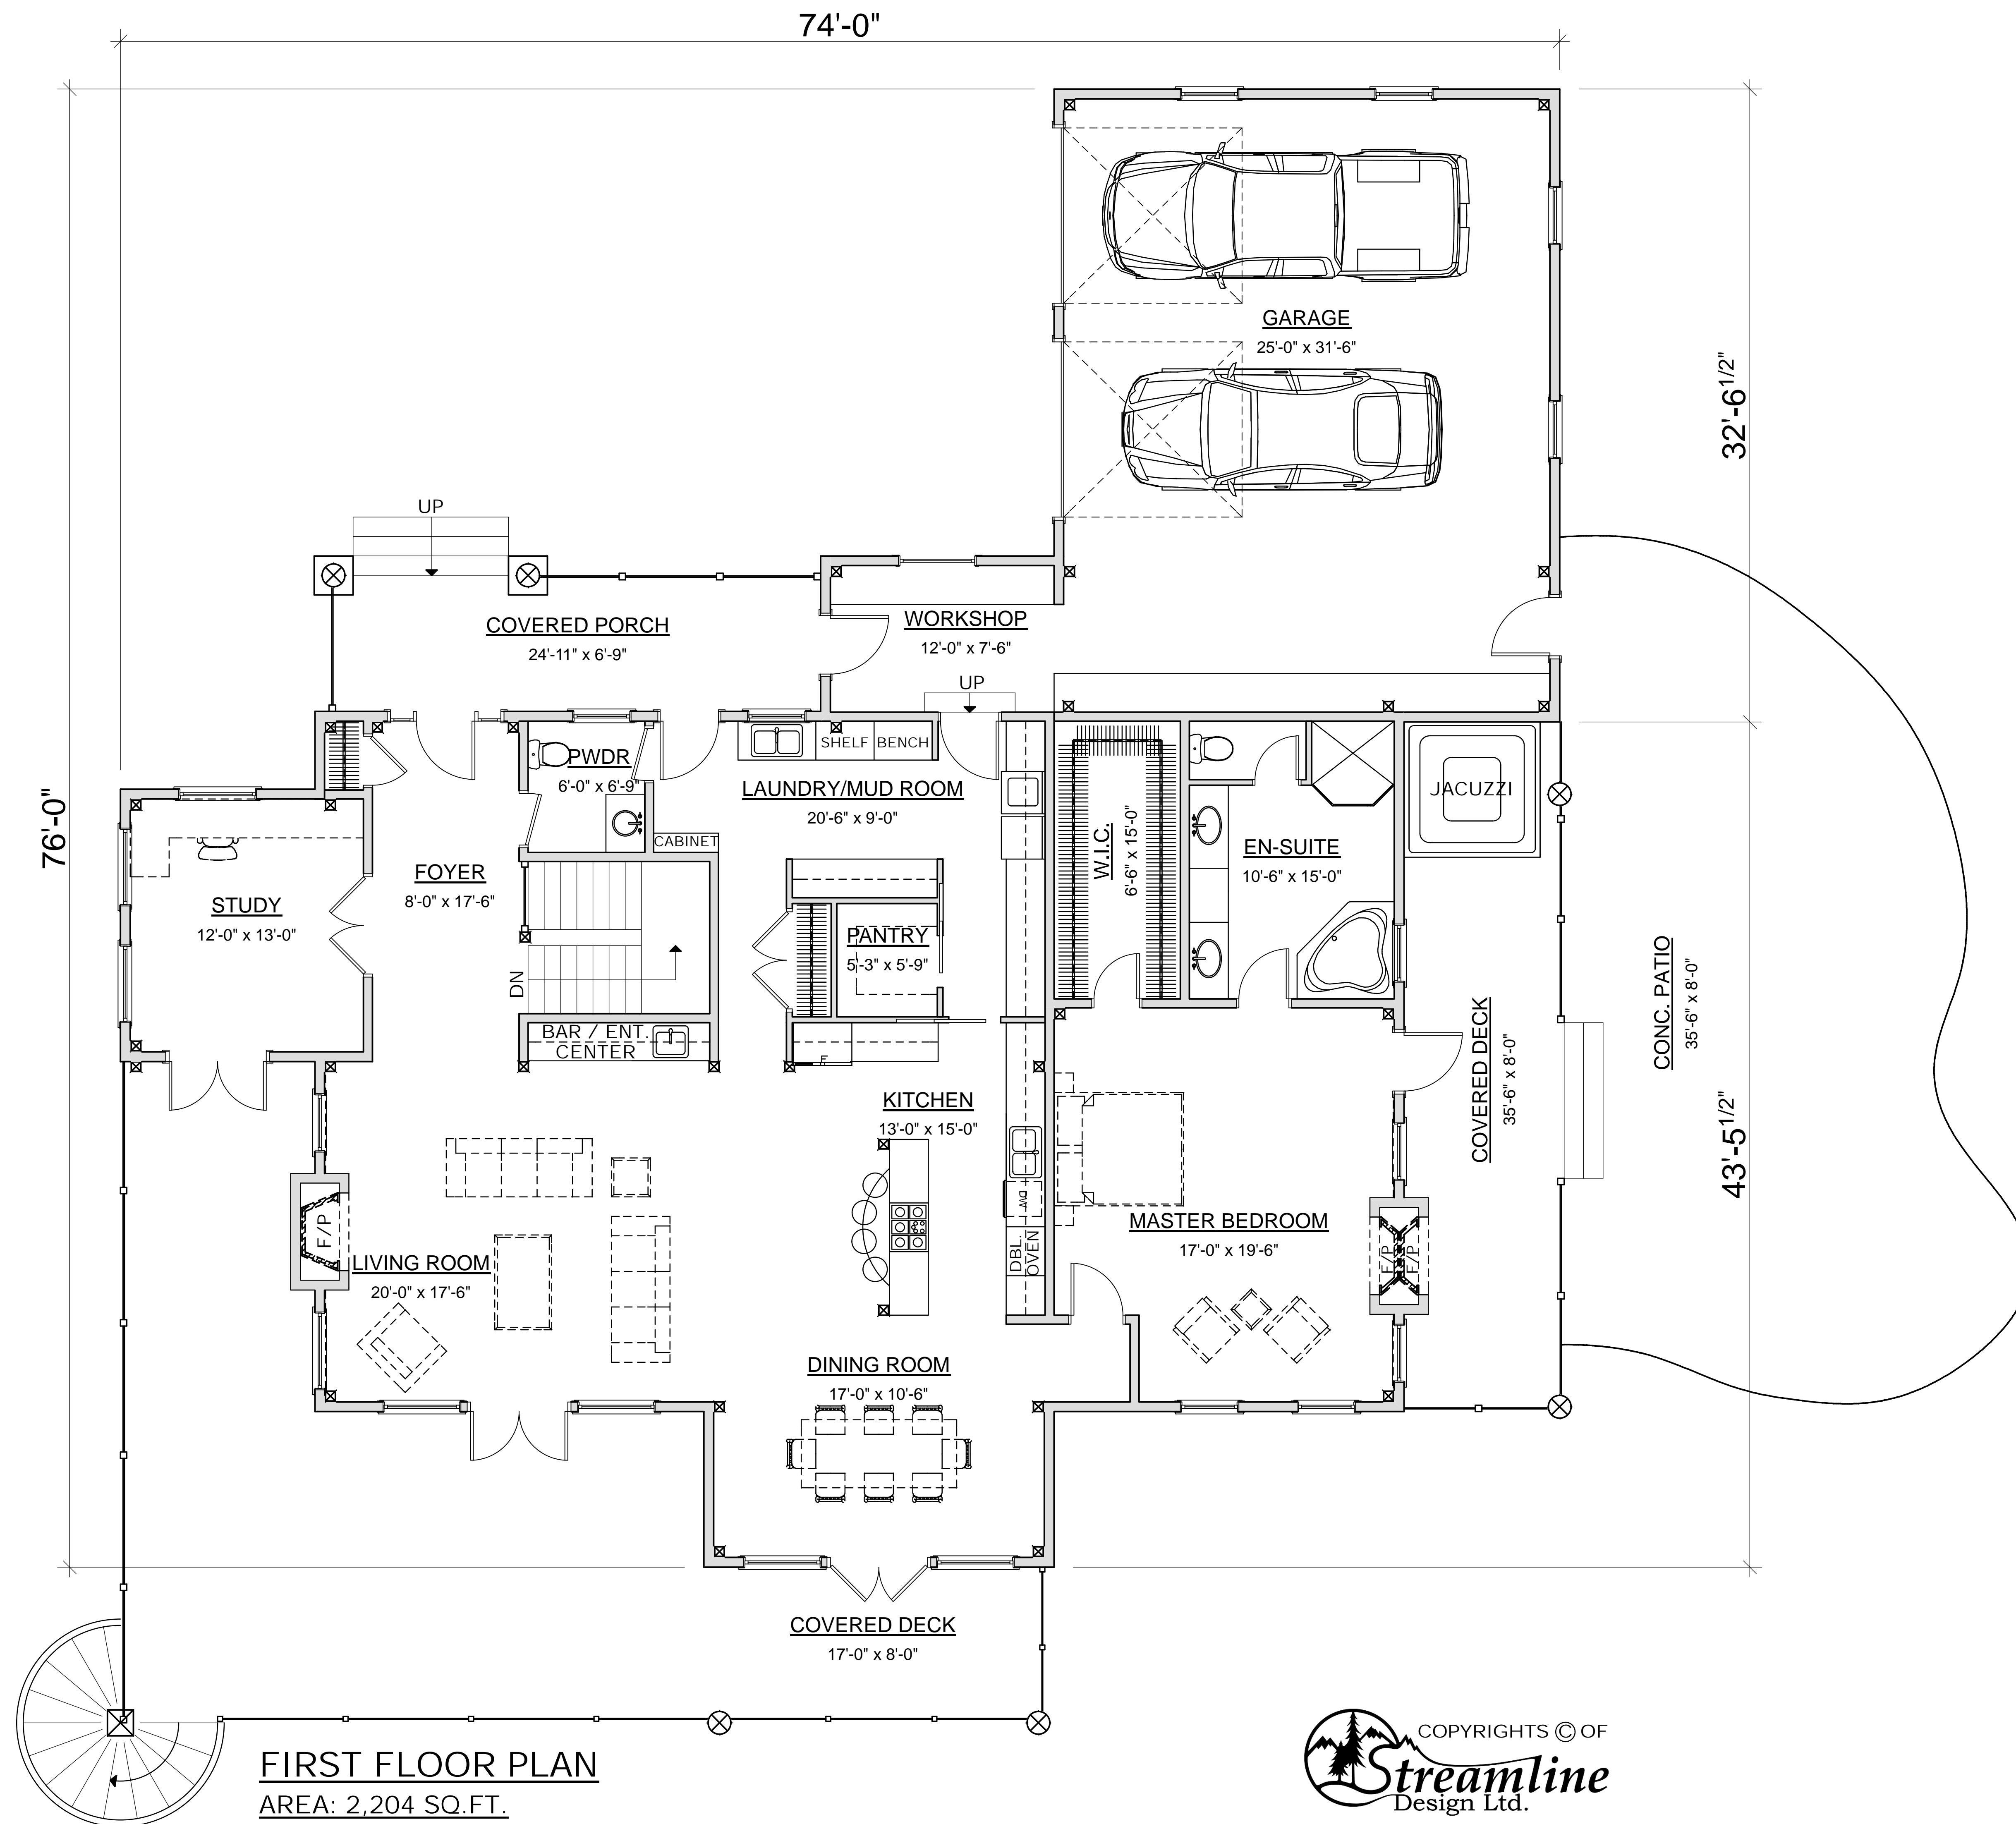 74'-0"
76'-0"
32'-6 1/2"
43'-5 1/2"
GARAGE
25'-0" x 31'-6"
UP
COVERED PORCH
24'-11" x 6'-9"
WORKSHOP
12'-0" x 7'-6"
UP
PWDR
6'-0" x 6'-9"
SHELF
BENCH
LAUNDRY/MUD ROOM
20'-6" x 9'-0"
CABINET
JACUZZI
W.I.C.
6'-6" x 15'-0"
EN-SUITE
10'-6" x 15'-0"
FOYER
8'-0" x 17'-6"
STUDY
12'-0" x 13'-0"
PANTRY
5'-3" x 5'-9"
DN
BAR / ENT.
CENTER
F
COVERED DECK
35'-6" x 8'-0"
CONC. PATIO
35'-6" x 8'-0"
KITCHEN
13'-0" x 15'-0"
DW
DBL.
OVEN
F/P
LIVING ROOM
20'-0" x 17'-6"
MASTER BEDROOM
17'-0" x 19'-6"
F/P
F/P
DINING ROOM
17'-0" x 10'-6"
COVERED DECK
17'-0" x 8'-0"
FIRST FLOOR PLAN
AREA: 2,204 SQ.FT.
COPYRIGHTS © OF
Streamline
Design Ltd.